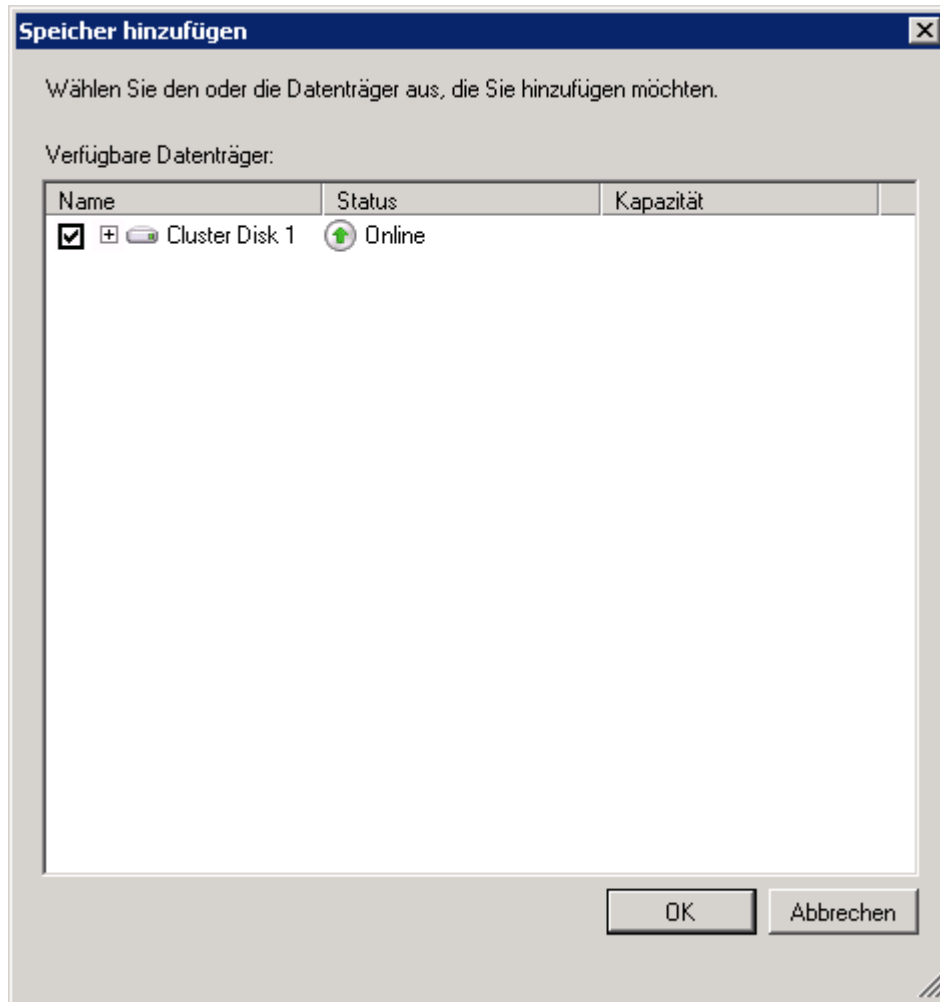 Speicher hinzufügen
Wählen Sie den oder die Datenträger aus, die Sie hinzufügen möchten.
Verfügbare Datenträger:
Name Status Kapazität
Cluster Disk 1 Online
OK Abbrechen